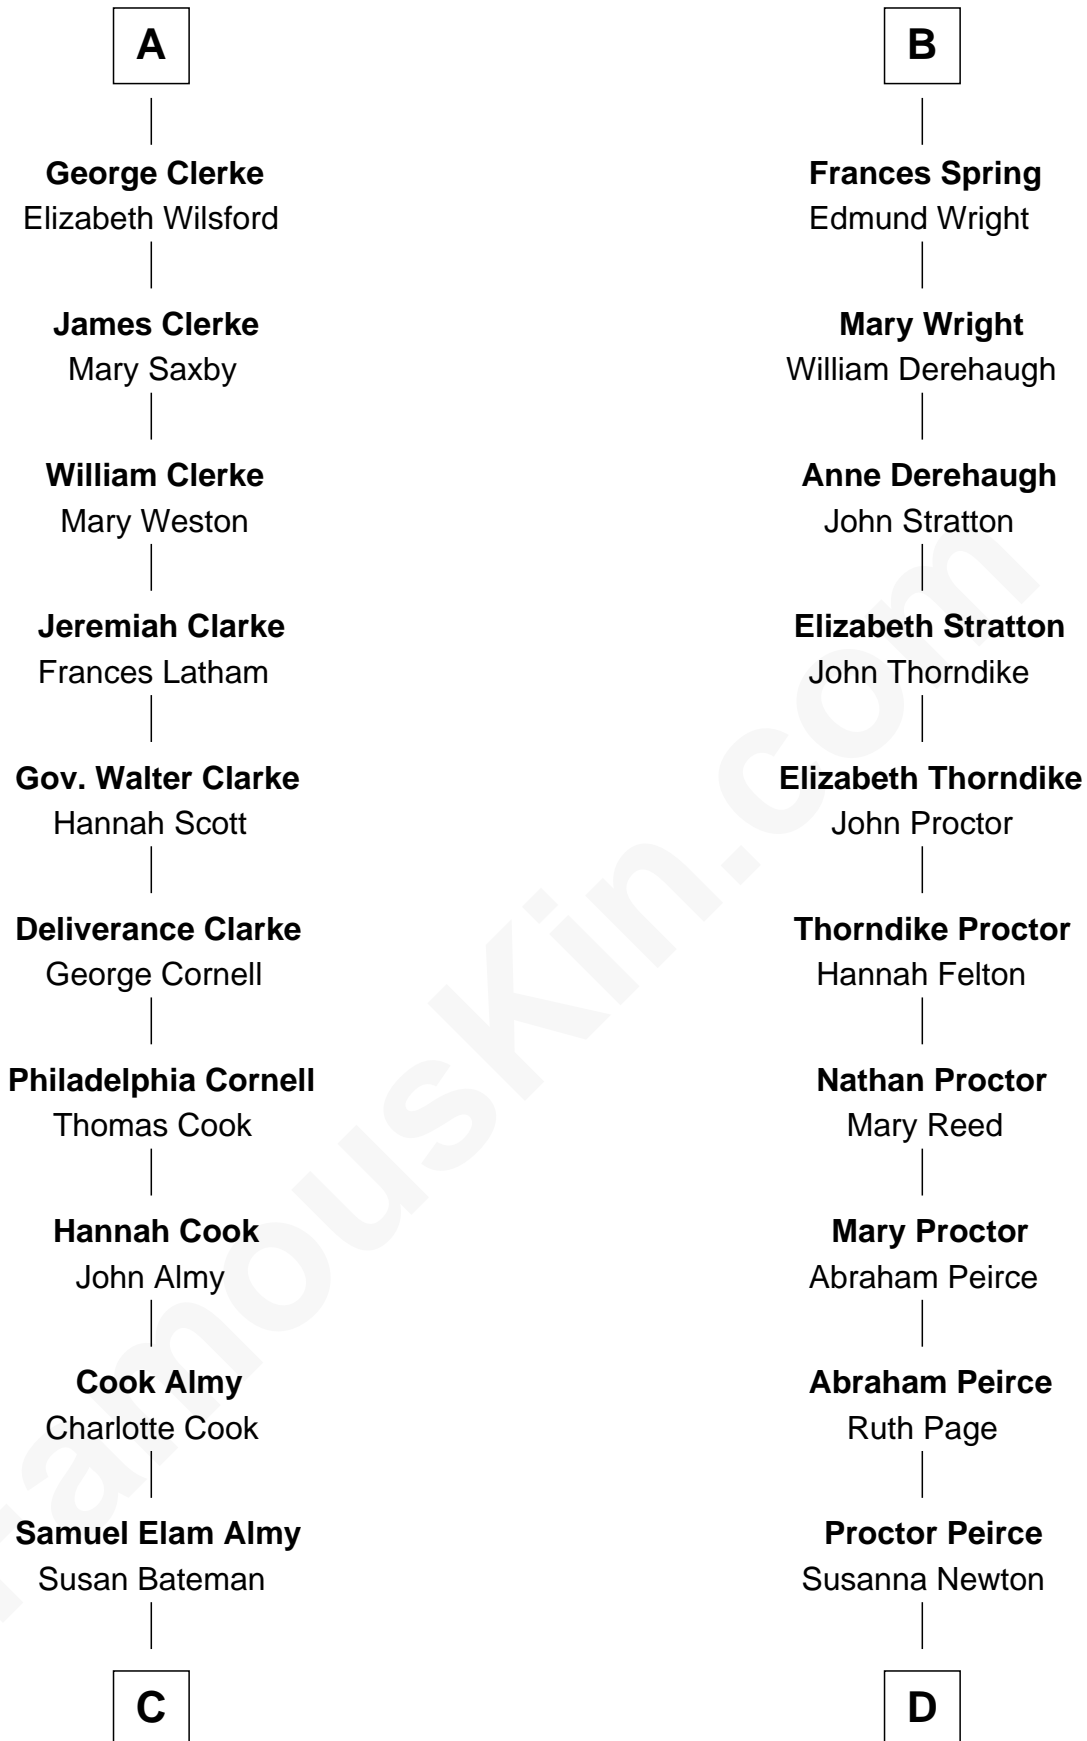 A
George Clerke
Elizabeth Wilsford
James Clerke
Mary Saxby
William Clerke
Mary Weston
Jeremiah Clarke
Frances Latham
Gov. Walter Clarke
Hannah Scott
Deliverance Clarke
George Cornell
Philadelphia Cornell
Thomas Cook
Hannah Cook
John Almy
Cook Almy
Charlotte Cook
Samuel Elam Almy
Susan Bateman
C
B
Frances Spring
Edmund Wright
Mary Wright
William Derehaugh
Anne Derehaugh
John Stratton
Elizabeth Stratton
John Thorndike
Elizabeth Thorndike
John Proctor
Thorndike Proctor
Hannah Felton
Nathan Proctor
Mary Reed
Mary Proctor
Abraham Peirce
Abraham Peirce
Ruth Page
Proctor Peirce
Susanna Newton
D
FamousKin.com